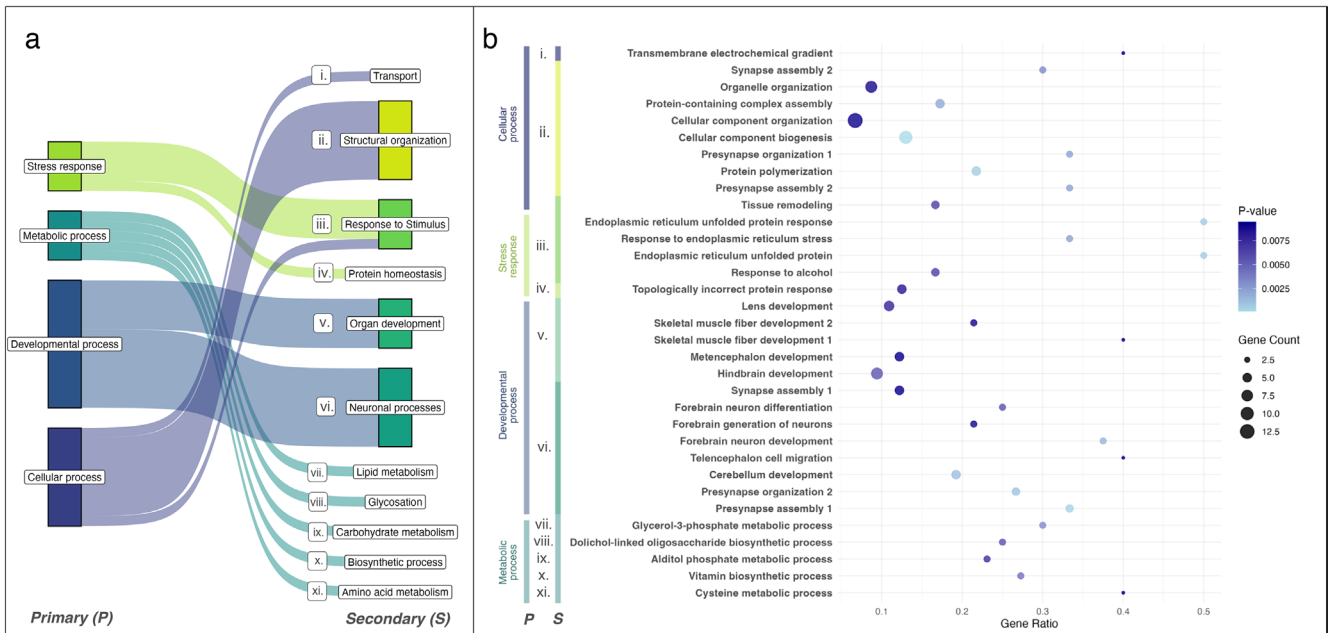 a
i.
Transport
ii.
Structural organization
Stress response
iii.
Response to Stimulus
Metabolic process
iv.
Protein homeostasis
v.
Organ development
Developmental process
vi.
Neuronal processes
Cellular process
vii.
Lipid metabolism
viii.
Glycosation
ix.
Carbohydrate metabolism
x.
Biosynthetic process
xi.
Amino acid metabolism
Primary (P)
Secondary (S)
b
Cellular
process
Stress
response
Developmental
process
Metabolic
process
i.
ii.
iii.
iv.
v.
vi.
vii.
viii.
ix.
x.
xi.
P
S
Transmembrane electrochemical gradient
Synapse assembly 2
Organelle organization
Protein-containing complex assembly
Cellular component organization
Cellular component biogenesis
Presynapse organization 1
Protein polymerization
Presynapse assembly 2
Tissue remodeling
Endoplasmic reticulum unfolded protein response
Response to endoplasmic reticulum stress
Endoplasmic reticulum unfolded protein
Response to alcohol
Topologically incorrect protein response
Lens development
Skeletal muscle fiber development 2
Skeletal muscle fiber development 1
Metencephalon development
Hindbrain development
Synapse assembly 1
Forebrain neuron differentiation
Forebrain generation of neurons
Forebrain neuron development
Telencephalon cell migration
Cerebellum development
Presynapse organization 2
Presynapse assembly 1
Glycerol-3-phosphate metabolic process
Dolichol-linked oligosaccharide biosynthetic process
Alditol phosphate metabolic process
Vitamin biosynthetic process
Cysteine metabolic process
0.1
0.2
0.3
0.4
0.5
Gene Ratio
P-value
0.0075
0.0050
0.0025
Gene Count
2.5
5.0
7.5
10.0
12.5